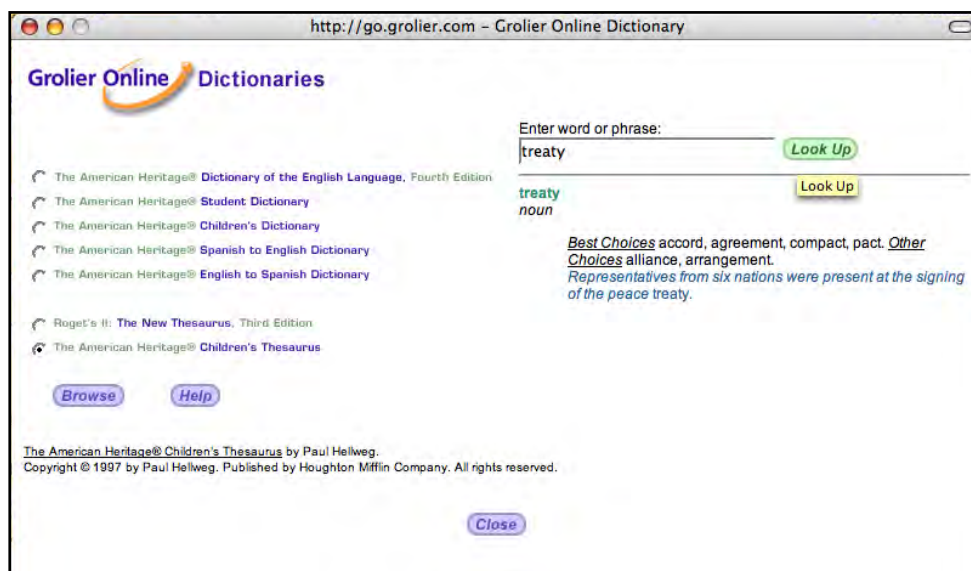 http://go.grolier.com – Grolier Online Dictionary
Grolier Online Dictionaries
The American Heritage® Dictionary of the English Language, Fourth Edition
The American Heritage® Student Dictionary
The American Heritage® Children's Dictionary
The American Heritage® Spanish to English Dictionary
The American Heritage® English to Spanish Dictionary
Roget's II: The New Thesaurus, Third Edition
The American Heritage® Children's Thesaurus
Browse Help
Enter word or phrase:
treaty Look Up
Look Up
treaty
noun
Best Choices accord, agreement, compact, pact. Other
Choices alliance, arrangement.
Representatives from six nations were present at the signing
of the peace treaty.
The American Heritage® Children's Thesaurus by Paul Hellweg.
Copyright © 1997 by Paul Hellweg. Published by Houghton Mifflin Company. All rights reserved.
Close